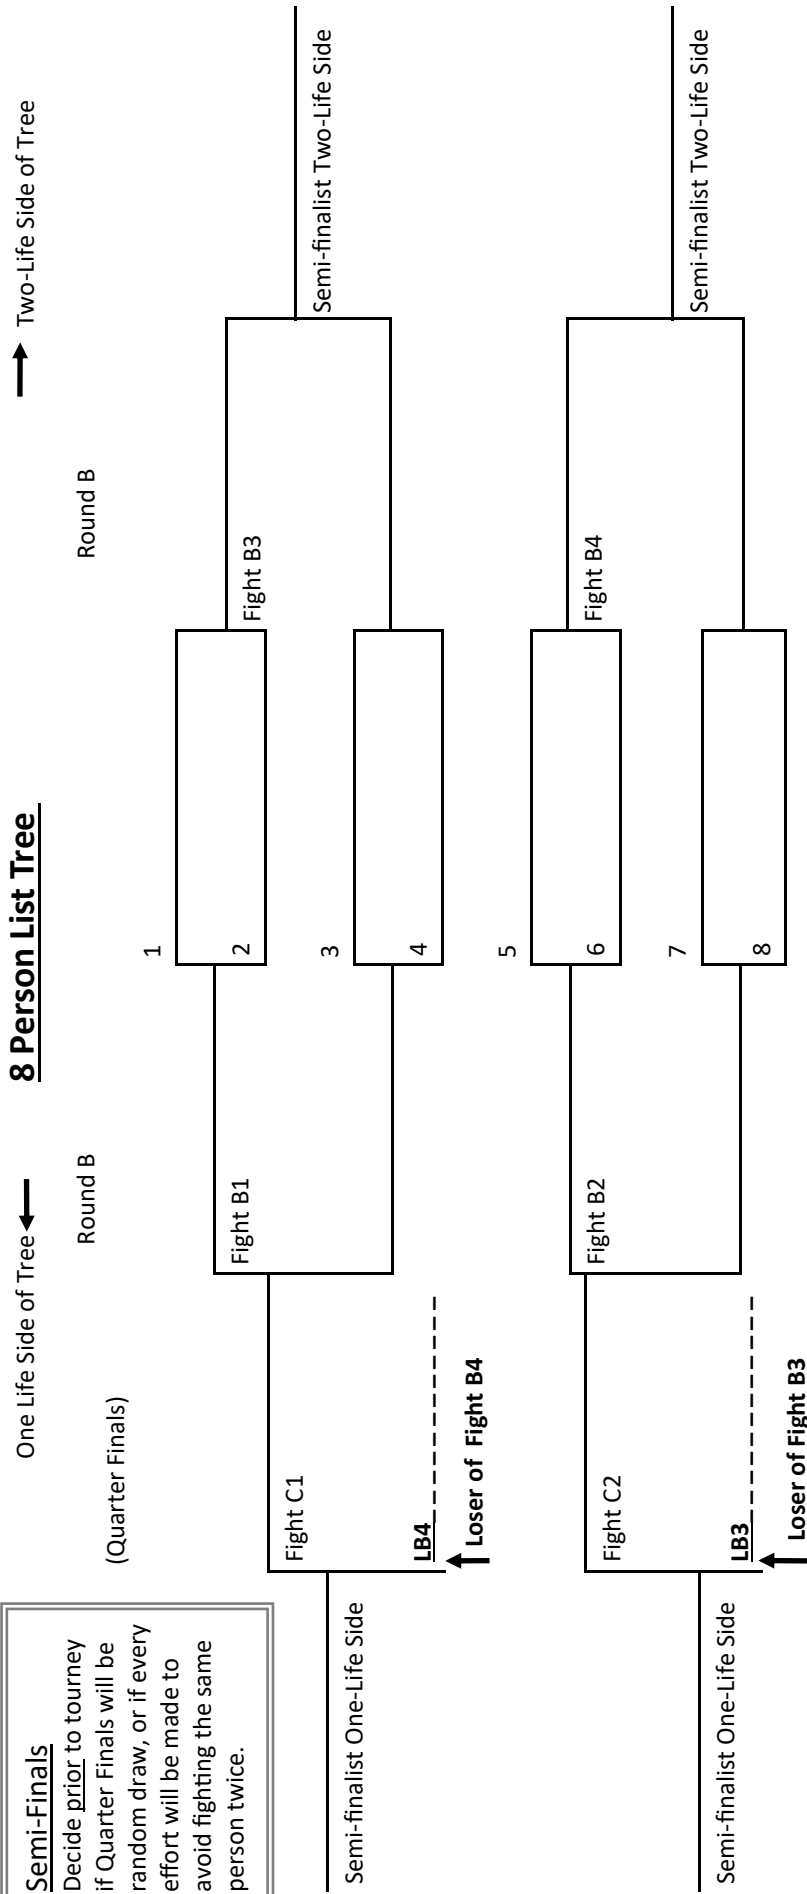 8 Person List Tree
One Life Side of Tree
Two-Life Side of Tree
Semi-Finals
Decide prior to tourney
if Quarter Finals will be
random draw, or if every
effort will be made to
avoid fighting the same
person twice.
(Quarter Finals)
Round B
Round B
1
2
3
4
5
6
7
8
Fight C1
Fight B1
Fight B3
LB4
Loser of Fight B4
Semi-finalist One-Life Side
Semi-finalist Two-Life Side
Fight C2
Fight B2
Fight B4
LB3
Loser of Fight B3
Semi-finalist One-Life Side
Semi-finalist Two-Life Side